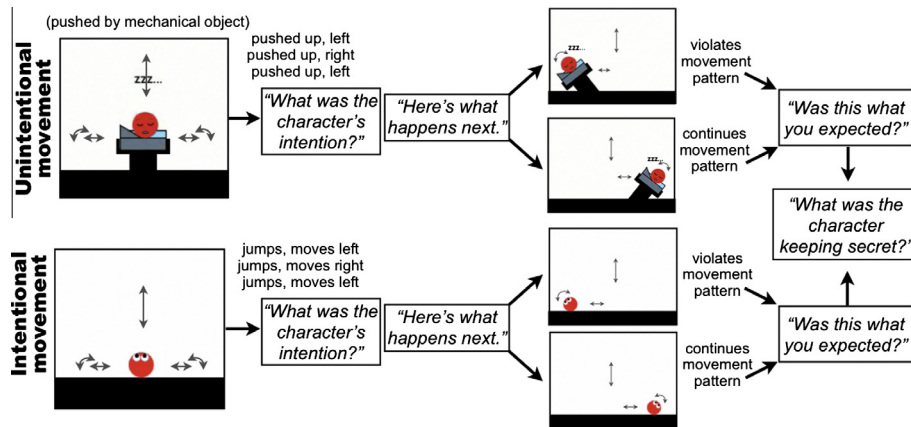 Unintentional
movement
(pushed by mechanical object)
zzz...
pushed up, left
pushed up, right
pushed up, left
"What was the
character's
intention?"
"Here's what
happens next."
zzz...
violates
movement
pattern
zzz...
continues
movement
pattern
"Was this what
you expected?"
"What was the
character
keeping secret?"
Intentional
movement
jumps, moves left
jumps, moves right
jumps, moves left
"What was the
character's
intention?"
"Here's what
happens next."
violates
movement
pattern
continues
movement
pattern
"Was this what
you expected?"